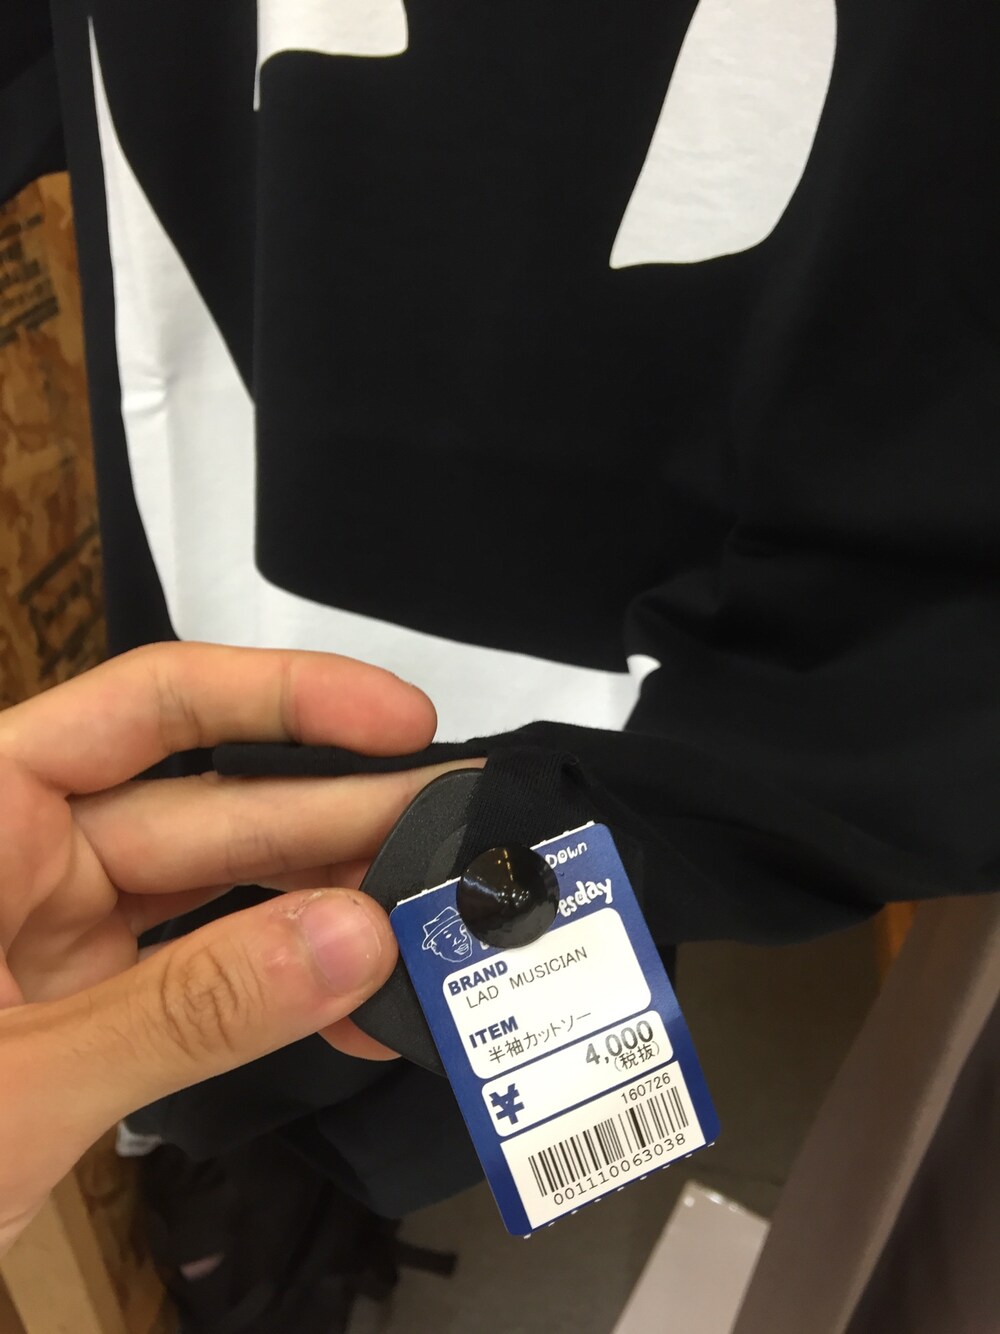 Down
esday
BRAND
LAD MUSICIAN
ITEM
半袖カットソー
4,000
(税抜)
¥
160726
001110063038